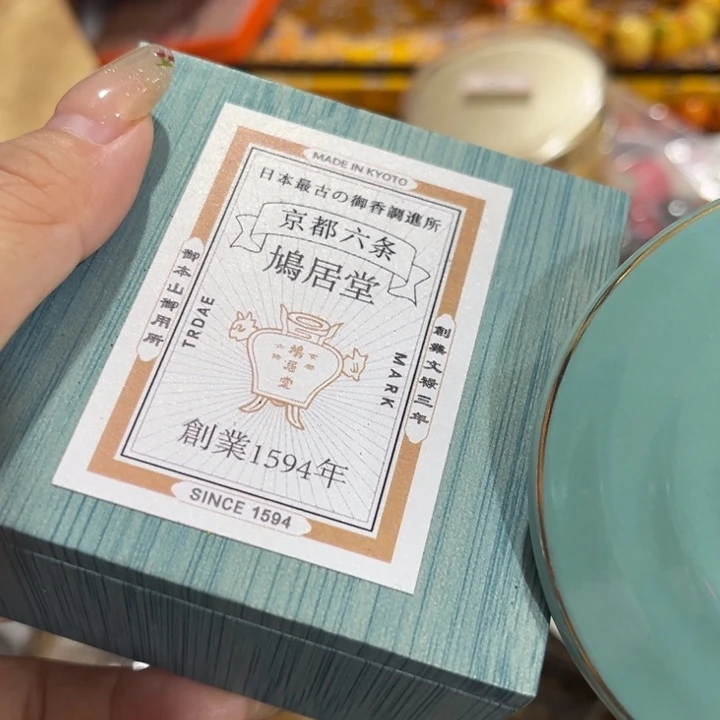 MADE IN KYOTO
日本最古の御香調進所
京都六条
鳩居堂
御本山御用所
TRDAE
MARK
創業文禄三年
鳩居堂
創業1594年
SINCE 1594